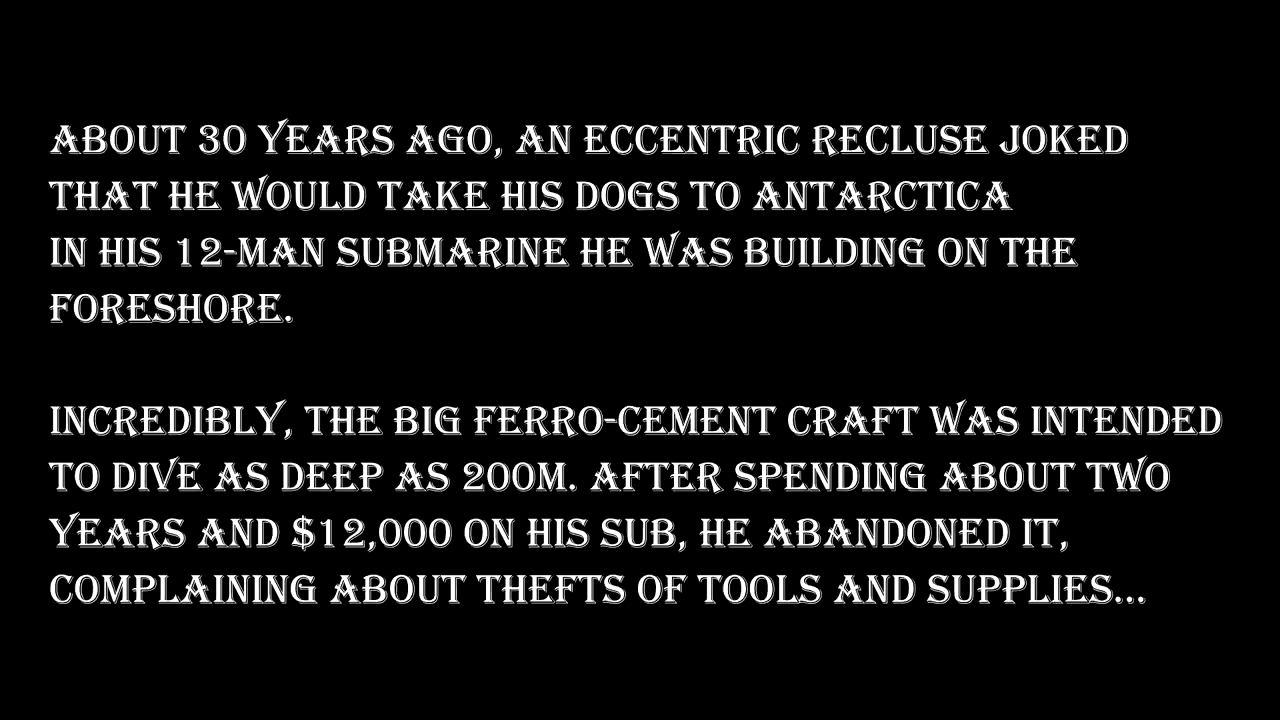 ABOUT 30 YEARS AGO, AN ECCENTRIC RECLUSE JOKED
THAT HE WOULD TAKE HIS DOGS TO ANTARCTICA
IN HIS 12-MAN SUBMARINE HE WAS BUILDING ON THE
FORESHORE.
INCREDIBLY, THE BIG FERRO-CEMENT CRAFT WAS INTENDED
TO DIVE AS DEEP AS 200M. AFTER SPENDING ABOUT TWO
YEARS AND $12,000 ON HIS SUB, HE ABANDONED IT,
COMPLAINING ABOUT THEFTS OF TOOLS AND SUPPLIES...